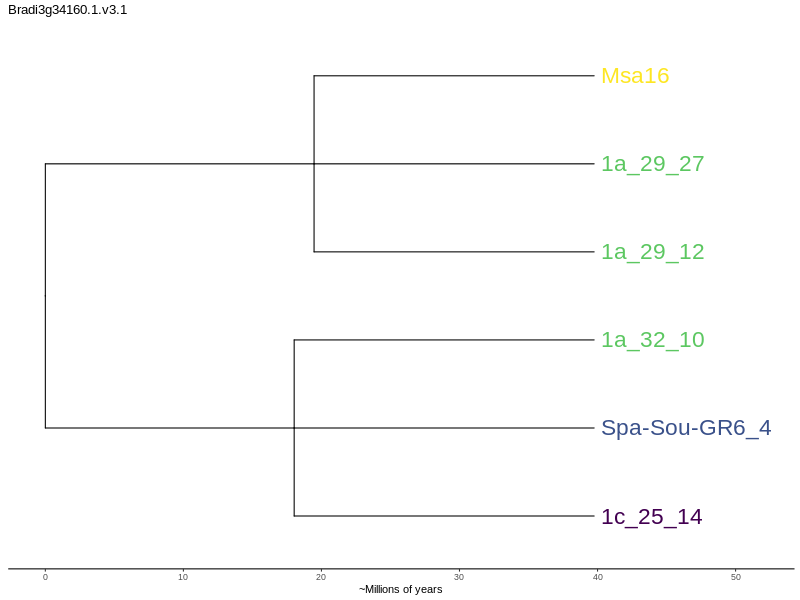 Bradi3g34160.1.v3.1
Msa16
1a_29_27
1a_29_12
1a_32_10
Spa-Sou-GR6_4
1c_25_14
0 10 20 30 40 50
~Millions of years